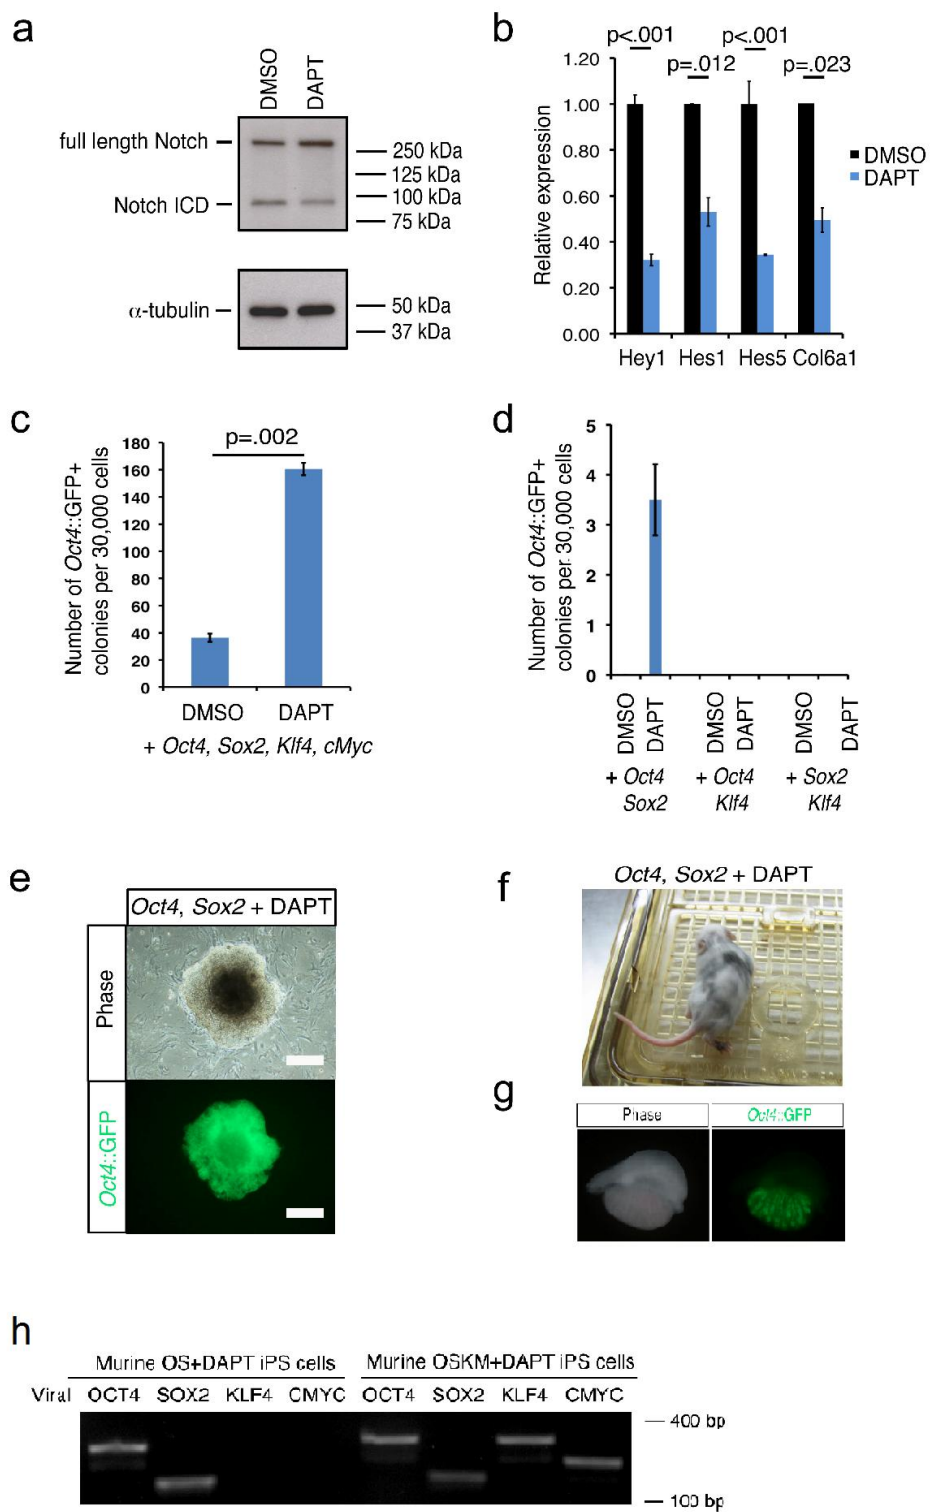 a
DMSO
DAPT
full length Notch
250 kDa
125 kDa
100 kDa
Notch ICD
75 kDa
α-tubulin
50 kDa
37 kDa
b
p<.001
p<.001
p=.012
p=.023
1.20
1.00
0.80
0.60
0.40
0.20
0.00
Relative expression
DMSO
DAPT
Hey1 Hes1 Hes5 Col6a1
c
p=.002
180
160
140
120
100
80
60
40
20
0
Number of Oct4::GFP+
colonies per 30,000 cells
DMSO DAPT
+ Oct4, Sox2, Klf4, cMyc
d
5
4
3
2
1
0
Number of Oct4::GFP+
colonies per 30,000 cells
DMSO
DAPT
DMSO
DAPT
DMSO
DAPT
+ Oct4 + Oct4 + Sox2
Sox2 Klf4 Klf4
e
Oct4, Sox2 + DAPT
Phase
Oct4::GFP
f
Oct4, Sox2 + DAPT
g
Phase Oct4::GFP
h
Murine OS+DAPT iPS cells Murine OSKM+DAPT iPS cells
Viral OCT4 SOX2 KLF4 CMYC OCT4 SOX2 KLF4 CMYC
400 bp
100 bp